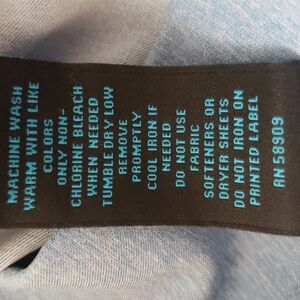 MACHINE WASH
WARM WITH LIKE
COLORS
ONLY NON-
CHLORINE BLEACH
WHEN NEEDED
TUMBLE DRY LOW
REMOVE
PROMPTLY
COOL IRON IF
NEEDED
DO NOT USE
FABRIC
SOFTENERS OR
DRYER SHEETS
DO NOT IRON ON
PRINTED LABEL
RN 58909